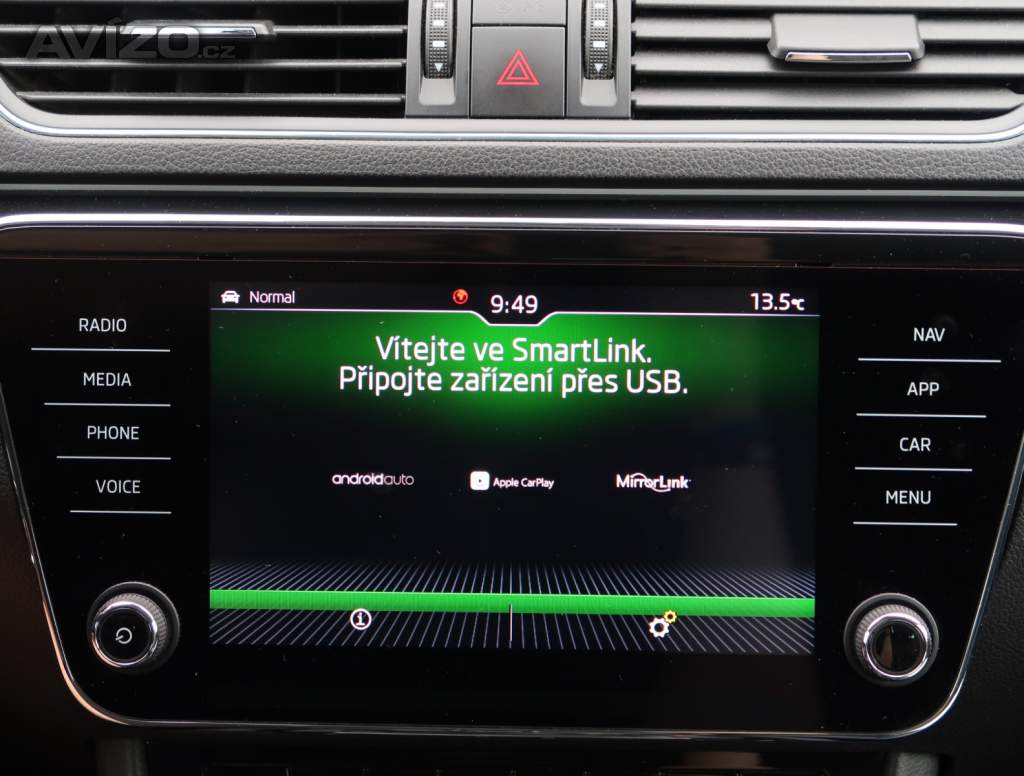 AVÍZO.cz
Normal
9:49
13.5°C
Vítejte ve SmartLink.
Připojte zařízení přes USB.
androidauto
Apple CarPlay
MirrorLink
RADIO
MEDIA
PHONE
VOICE
NAV
APP
CAR
MENU